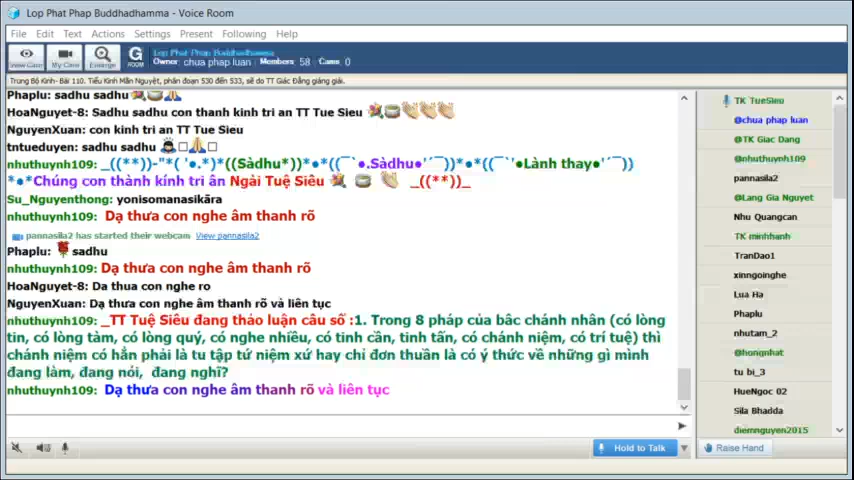 Lop Phat Phap Buddhadhamma - Voice Room
File Edit Text Actions Settings Present Following Help
View Cams My Cam Enlarge G ROOM
Lop Phat Phap Buddhadhamma
Owner: chua phap luan Members: 58 Cams: 0
Trung Bộ Kinh- Bài 110. Tiểu Kinh Mãn Nguyệt, phân đoạn 530 đến 533, sẽ do TT Giác Đẳng giảng giải.
Phaplu: sadhu sadhu
HoaNguyet-8: Sadhu sadhu con thanh kinh tri an TT Tue Sieu
NguyenXuan: con kinh tri an TT Tue Sieu
tntueduyen: sadhu sadhu
nhuthuynh109: _((**))-"*( '●.*)*((Sàdhu*))*●*((¯`●.Sàdhu●'´¯))*●*((¯`'●Lành thay●'´¯))
*●*Chúng con thành kính tri ân Ngài Tuệ Siêu _((**))_
Su_Nguyenthong: yonisomanasikāra
nhuthuynh109: Dạ thưa con nghe âm thanh rõ
pannasila2 has started their webcam View pannasila2
Phaplu: sadhu
nhuthuynh109: Dạ thưa con nghe âm thanh rõ
HoaNguyet-8: Da thua con nghe ro
NguyenXuan: Dạ thưa con nghe âm thanh rõ và liên tục
nhuthuynh109: _TT Tuệ Siêu đang thảo luận câu số :1. Trong 8 pháp của bâc chánh nhân (có lòng
tin, có lòng tàm, có lòng quý, có nghe nhiều, có tinh cần, tinh tấn, có chánh niệm, có trí tuệ) thì
chánh niệm có hẳn phải là tu tập tứ niệm xứ hay chỉ đơn thuần là có ý thức về những gì mình
đang làm, đang nói, đang nghĩ?
nhuthuynh109: Dạ thưa con nghe âm thanh rõ và liên tục
Hold to Talk
TK TueSieu
@chua phap luan
@TK Giac Dang
@nhuthuynh109
pannasila2
@Lang Gia Nguyet
Nhu Quangcan
TK minhhanh
TranDao1
xinngoinghe
Lua Ha
Phaplu
nhutam_2
@hongnhat
tu bi_3
HueNgoc 02
Sila Bhadda
diemnguyen2015
Raise Hand